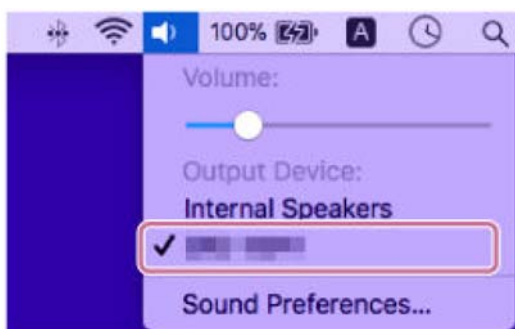 100% A
Volume:
Output Device:
Internal Speakers
Sound Preferences...